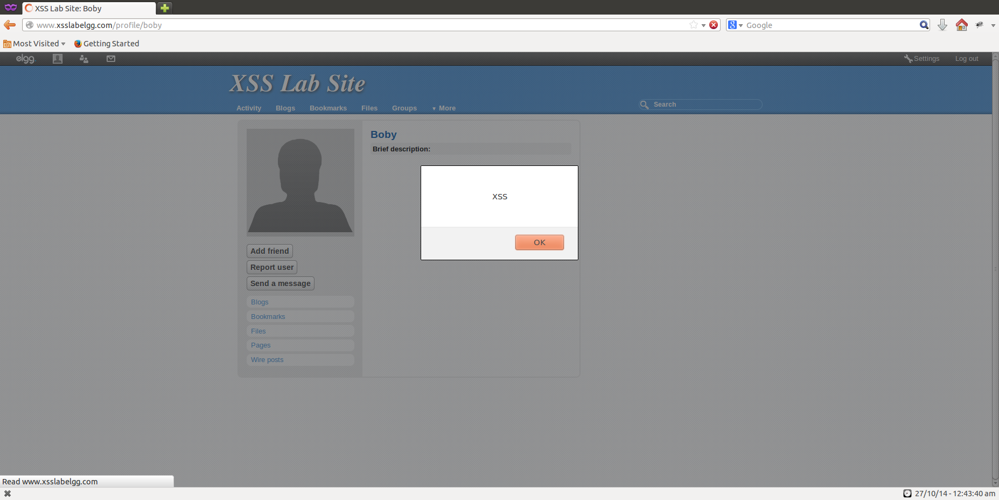 XSS Lab Site: Boby
www.xsslabelgg.com/profile/boby
Google
Most Visited
Getting Started
elgg.
Settings
Log out
XSS Lab Site
Activity
Blogs
Bookmarks
Files
Groups
▼ More
Search
Boby
Brief description:
XSS
OK
Add friend
Report user
Send a message
Blogs
Bookmarks
Files
Pages
Wire posts
Read www.xsslabelgg.com
27/10/14 - 12:43:40 am